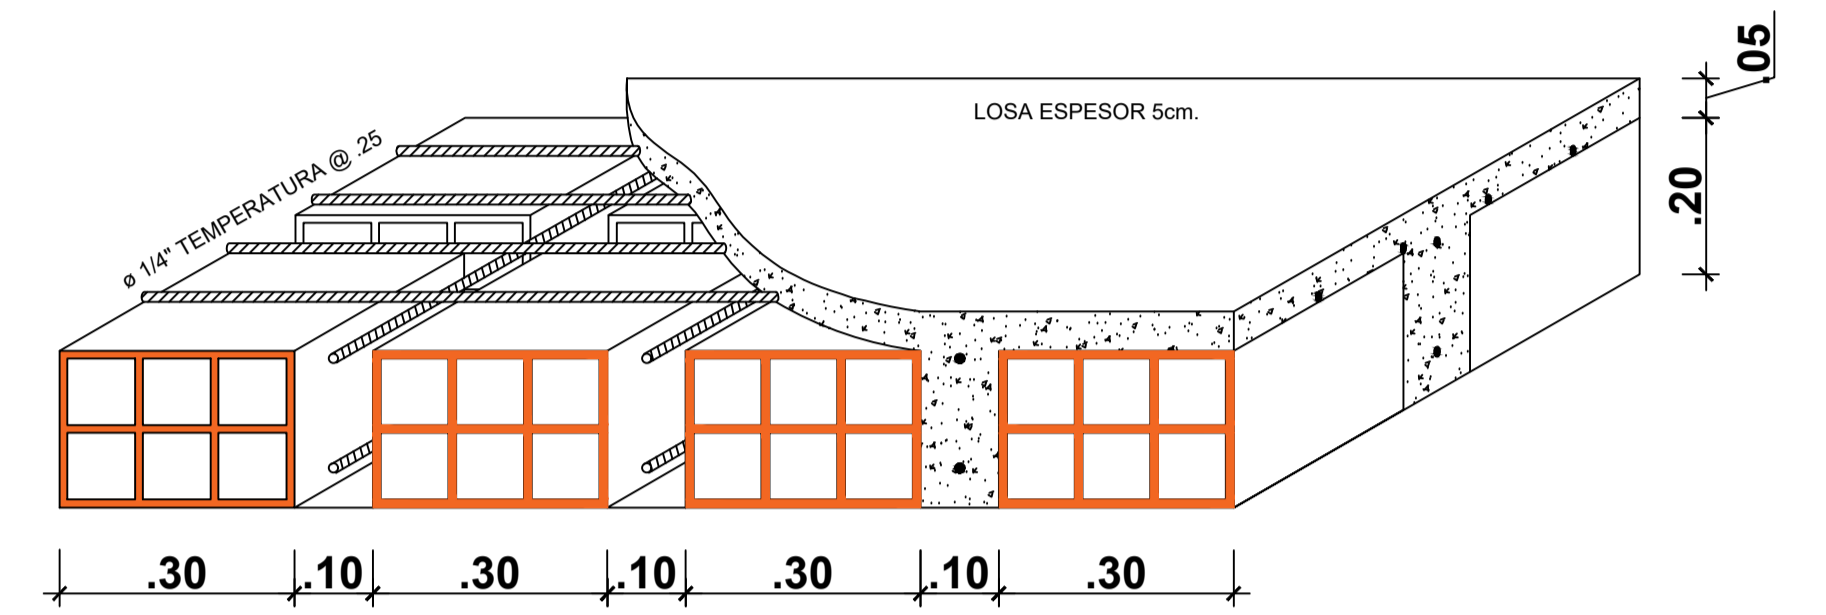 .05
LOSA ESPESOR 5cm.
ø 1/4" TEMPERATURA @ .25
.20
.30 .10 .30 .10 .30 .10 .30